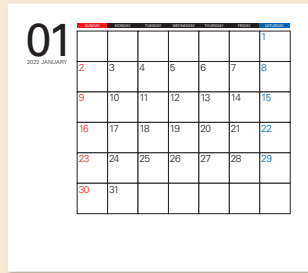 01
2022 JANUARY
SUNDAY MONDAY TUESDAY WEDNESDAY THURSDAY FRIDAY SATURDAY
1
2 3 4 5 6 7 8
9 10 11 12 13 14 15
16 17 18 19 20 21 22
23 24 25 26 27 28 29
30 31